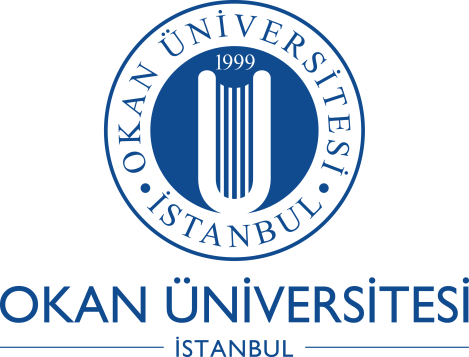 OKAN ÜNİVERSİTESİ
1999
• İSTANBUL •
OKAN ÜNİVERSİTESİ
İSTANBUL